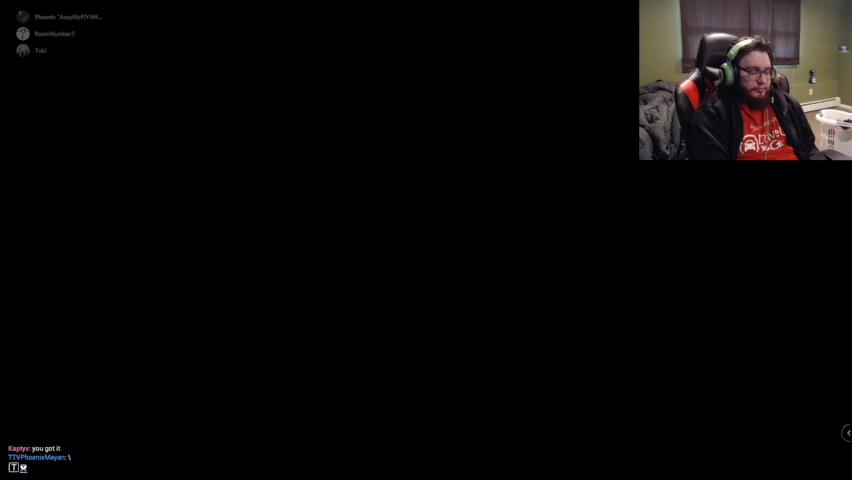 Phoenix "AssyMcFIYAH...
RoomNumber7
Toki
Kaptyv: you got it
TTVPhoenixMayan: \
T